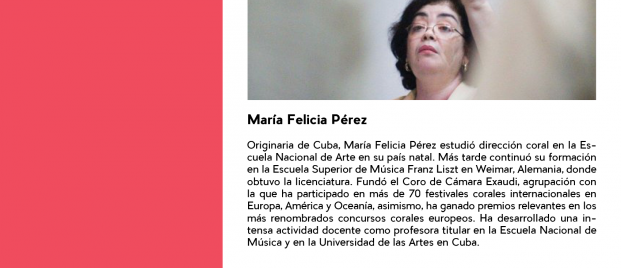 María Felicia Pérez
Originaria de Cuba, María Felicia Pérez estudió dirección coral en la Es-
cuela Nacional de Arte en su país natal. Más tarde continuó su formación
en la Escuela Superior de Música Franz Liszt en Weimar, Alemania, donde
obtuvo la licenciatura. Fundó el Coro de Cámara Exaudi, agrupación con
la que ha participado en más de 70 festivales corales internacionales en
Europa, América y Oceanía, asimismo, ha ganado premios relevantes en los
más renombrados concursos corales europeos. Ha desarrollado una in-
tensa actividad docente como profesora titular en la Escuela Nacional de
Música y en la Universidad de las Artes en Cuba.